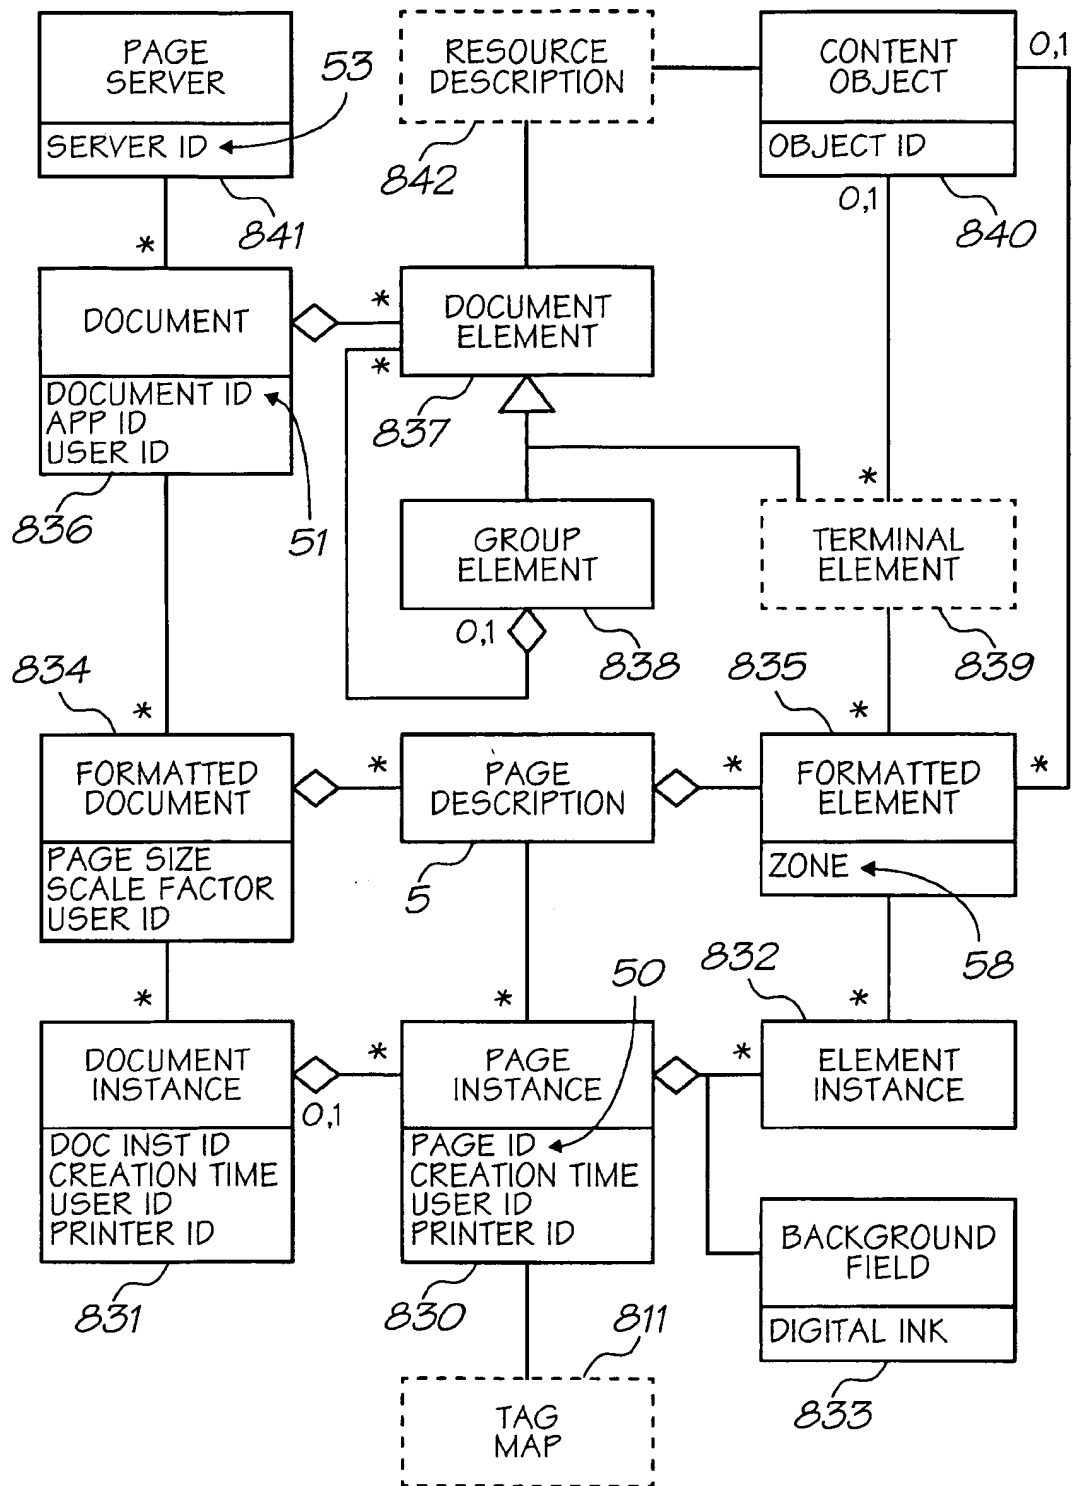 PAGE
SERVER
SERVER ID
53
841
RESOURCE
DESCRIPTION
842
CONTENT
OBJECT
OBJECT ID
0,1
0,1
840
*
DOCUMENT
DOCUMENT ID
APP ID
USER ID
836
51
*
*
DOCUMENT
ELEMENT
837
GROUP
ELEMENT
0,1
838
*
TERMINAL
ELEMENT
839
834
*
FORMATTED
DOCUMENT
PAGE SIZE
SCALE FACTOR
USER ID
*
PAGE
DESCRIPTION
5
835
*
*
*
FORMATTED
ELEMENT
ZONE
58
*
DOCUMENT
INSTANCE
0,1
DOC INST ID
CREATION TIME
USER ID
PRINTER ID
831
*
*
50
PAGE
INSTANCE
PAGE ID
CREATION TIME
USER ID
PRINTER ID
830
832
*
*
ELEMENT
INSTANCE
BACKGROUND
FIELD
DIGITAL INK
833
811
TAG
MAP